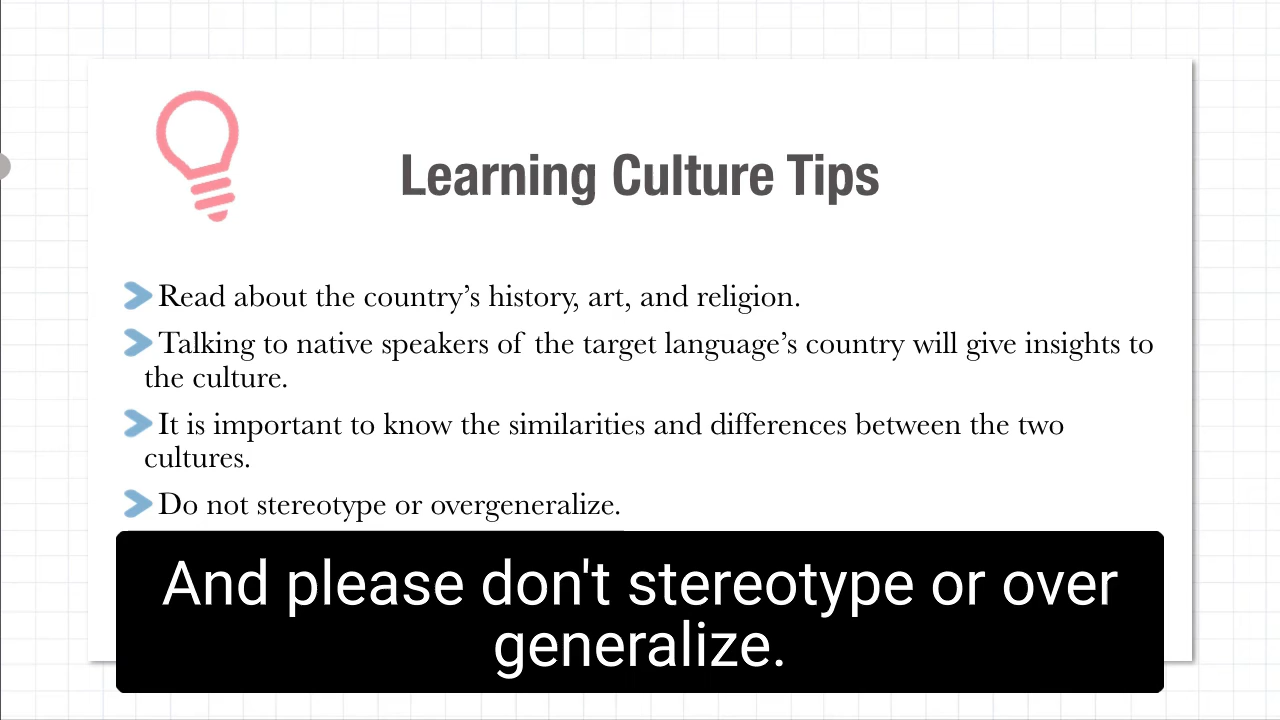 Learning Culture Tips
Read about the country’s history, art, and religion.
Talking to native speakers of the target language’s country will give insights to
the culture.
It is important to know the similarities and differences between the two
cultures.
Do not stereotype or overgeneralize.
And please don't stereotype or over
generalize.